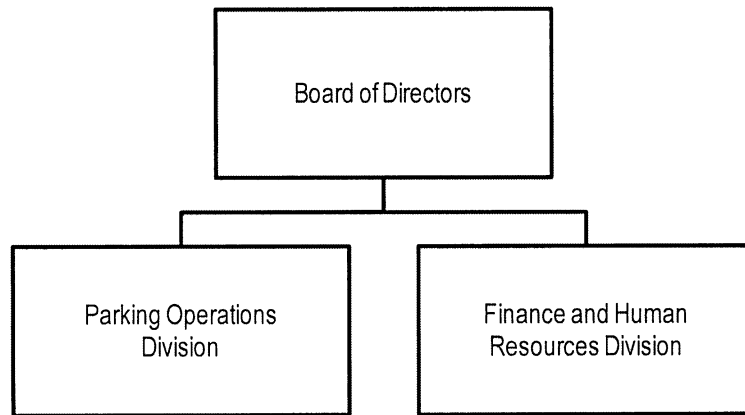 Board of Directors
Parking Operations
Division
Finance and Human
Resources Division